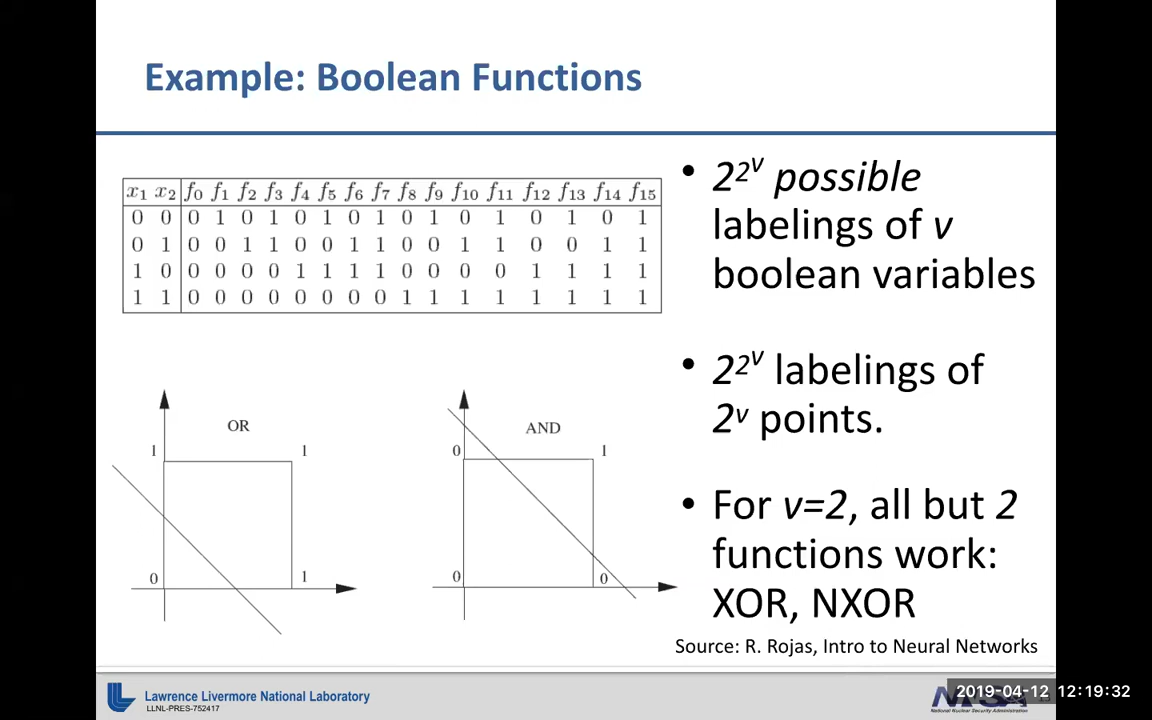 Example: Boolean Functions
x1 x2 f0 f1 f2 f3 f4 f5 f6 f7 f8 f9 f10 f11 f12 f13 f14 f15
0 0 0 1 0 1 0 1 0 1 0 1 0 1 0 1 0 1
0 1 0 0 1 1 0 0 1 1 0 0 1 1 0 0 1 1
1 0 0 0 0 0 1 1 1 1 0 0 0 0 1 1 1 1
1 1 0 0 0 0 0 0 0 0 1 1 1 1 1 1 1 1
OR
1 1
0 1
AND
0 1
0 0
• 2^2^v possible
labelings of v
boolean variables
• 2^2^v labelings of
2^v points.
• For v=2, all but 2
functions work:
XOR, NXOR
Source: R. Rojas, Intro to Neural Networks
Lawrence Livermore National Laboratory
LLNL-PRES-752417
National Nuclear Security Administration
2019-04-12 12:19:32